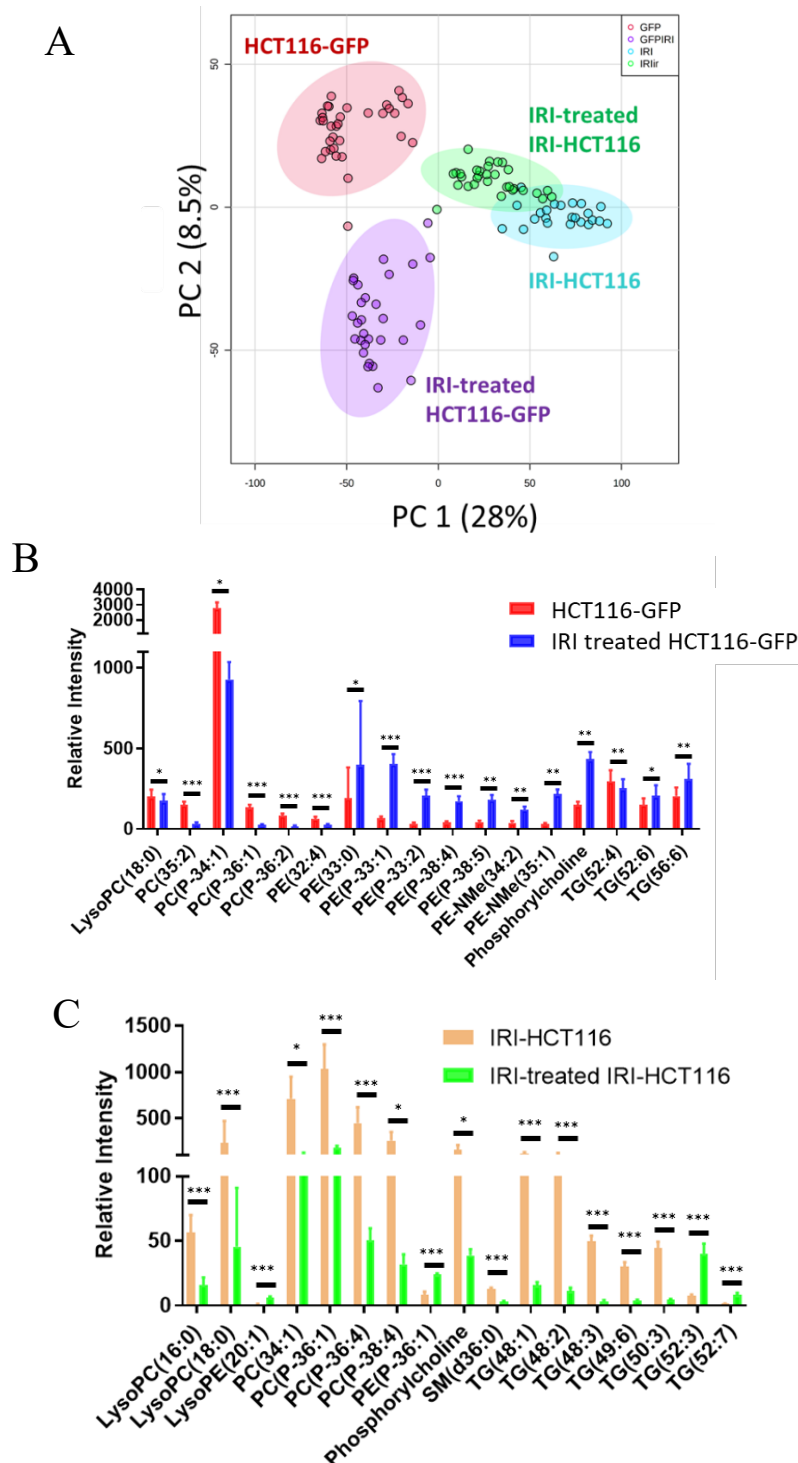 A
HCT116-GFP
GFP
GFPIRI
IRI
IRIir
IRI-treated
IRI-HCT116
IRI-HCT116
IRI-treated
HCT116-GFP
PC 2 (8.5%)
50
0
-50
-100
-50
0
50
100
PC 1 (28%)
B
Relative Intensity
4000
3000
2000
1000
500
0
HCT116-GFP
IRI treated HCT116-GFP
* *** * *** *** *** * *** *** *** ** ** ** ** ** * **
LysoPC(18:0)
PC(35:2)
PC(P-34:1)
PC(P-36:1)
PC(P-36:2)
PE(32:4)
PE(33:0)
PE(P-33:1)
PE(P-33:2)
PE(P-38:4)
PE(P-38:5)
PE-NMe(34:2)
PE-NMe(35:1)
Phosphorylcholine
TG(52:4)
TG(52:6)
TG(56:6)
C
Relative Intensity
1500
1000
500
100
50
0
IRI-HCT116
IRI-treated IRI-HCT116
*** *** *** * *** *** * *** * *** *** *** *** *** *** *** ***
LysoPC(16:0)
LysoPC(18:0)
LysoPE(20:1)
PC(34:1)
PC(P-36:1)
PC(P-36:4)
PC(P-38:4)
PE(P-36:1)
Phosphorylcholine
SM(d36:0)
TG(48:1)
TG(48:2)
TG(48:3)
TG(49:6)
TG(50:3)
TG(52:3)
TG(52:7)